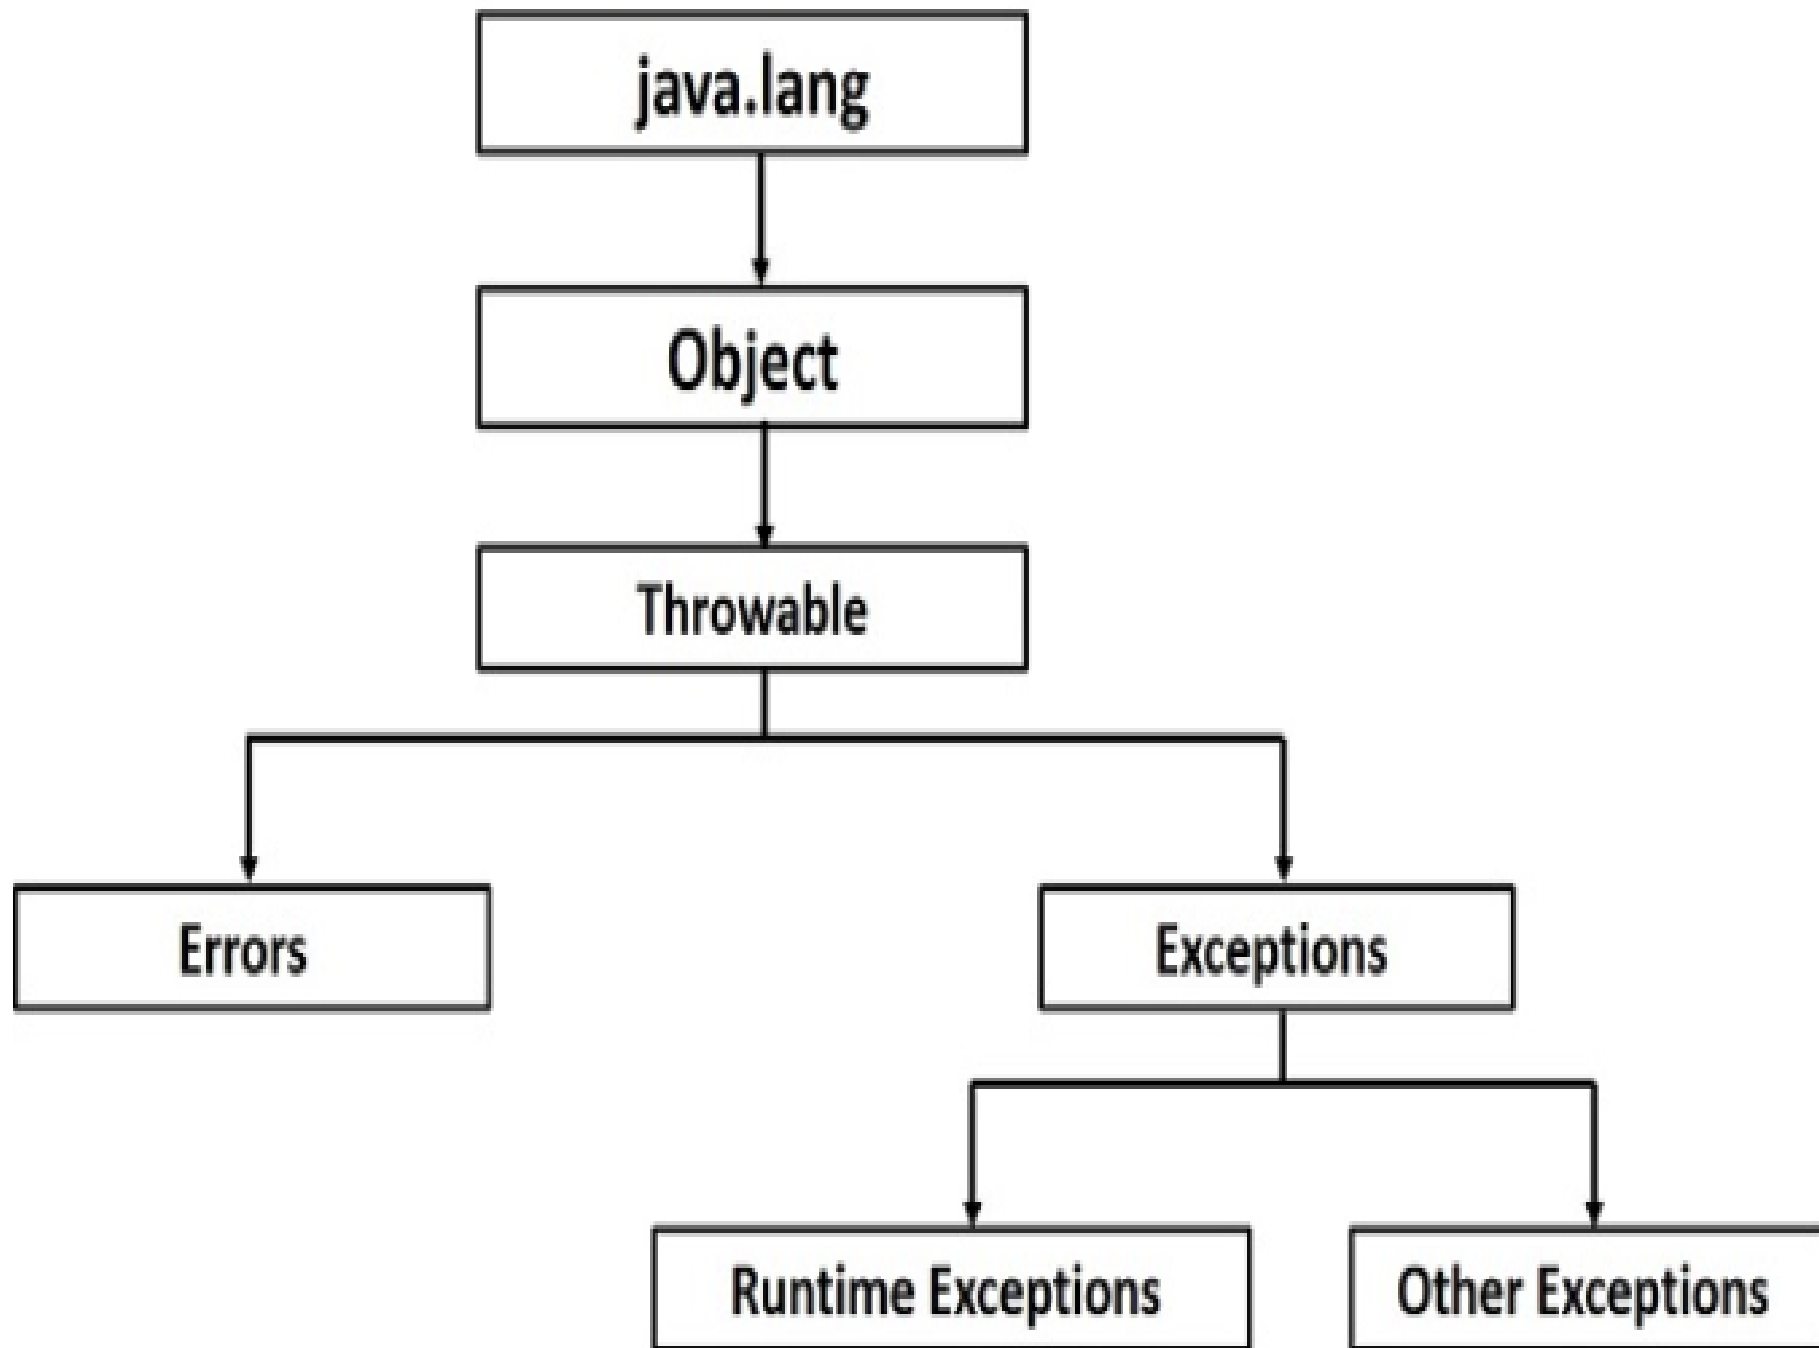 java.lang
Object
Throwable
Errors
Exceptions
Runtime Exceptions
Other Exceptions